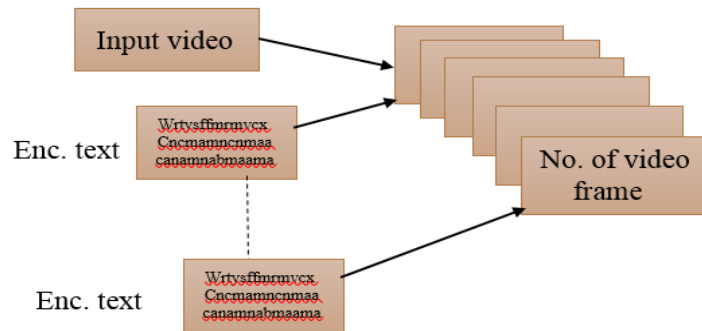 Input video
Enc. text
Wrtysffmrmycx
Cncmamncnmaa
canamnabmaama
No. of video
frame
Enc. text
Wrtysffmrmycx
Cncmamncnmaa
canamnabmaama